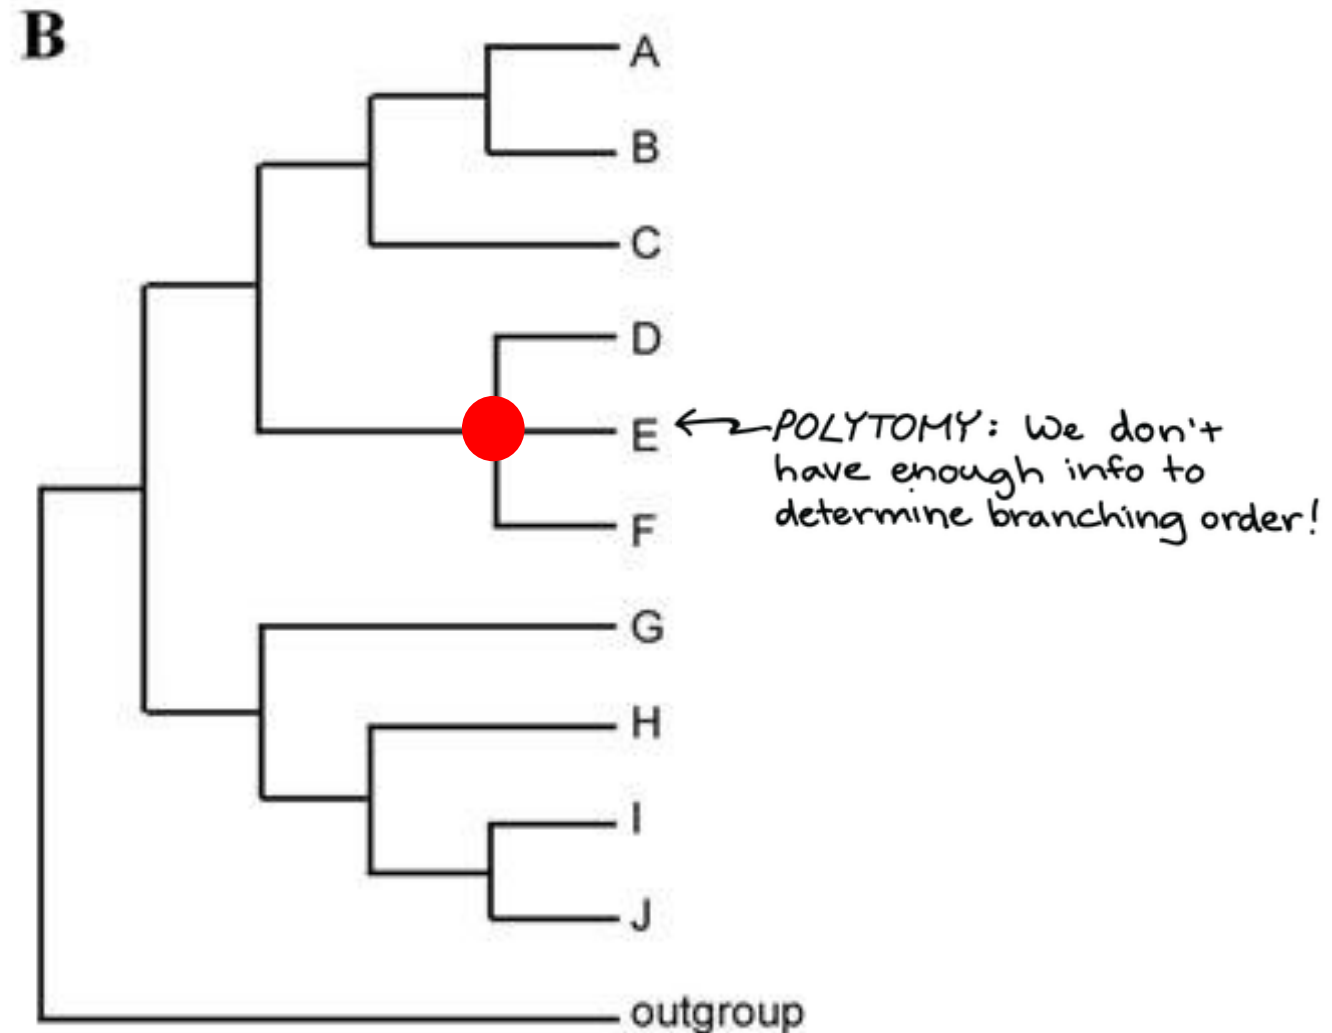 B
A
B
C
D
E
POLYTOMY: We don't
have enough info to
determine branching order!
F
G
H
I
J
outgroup